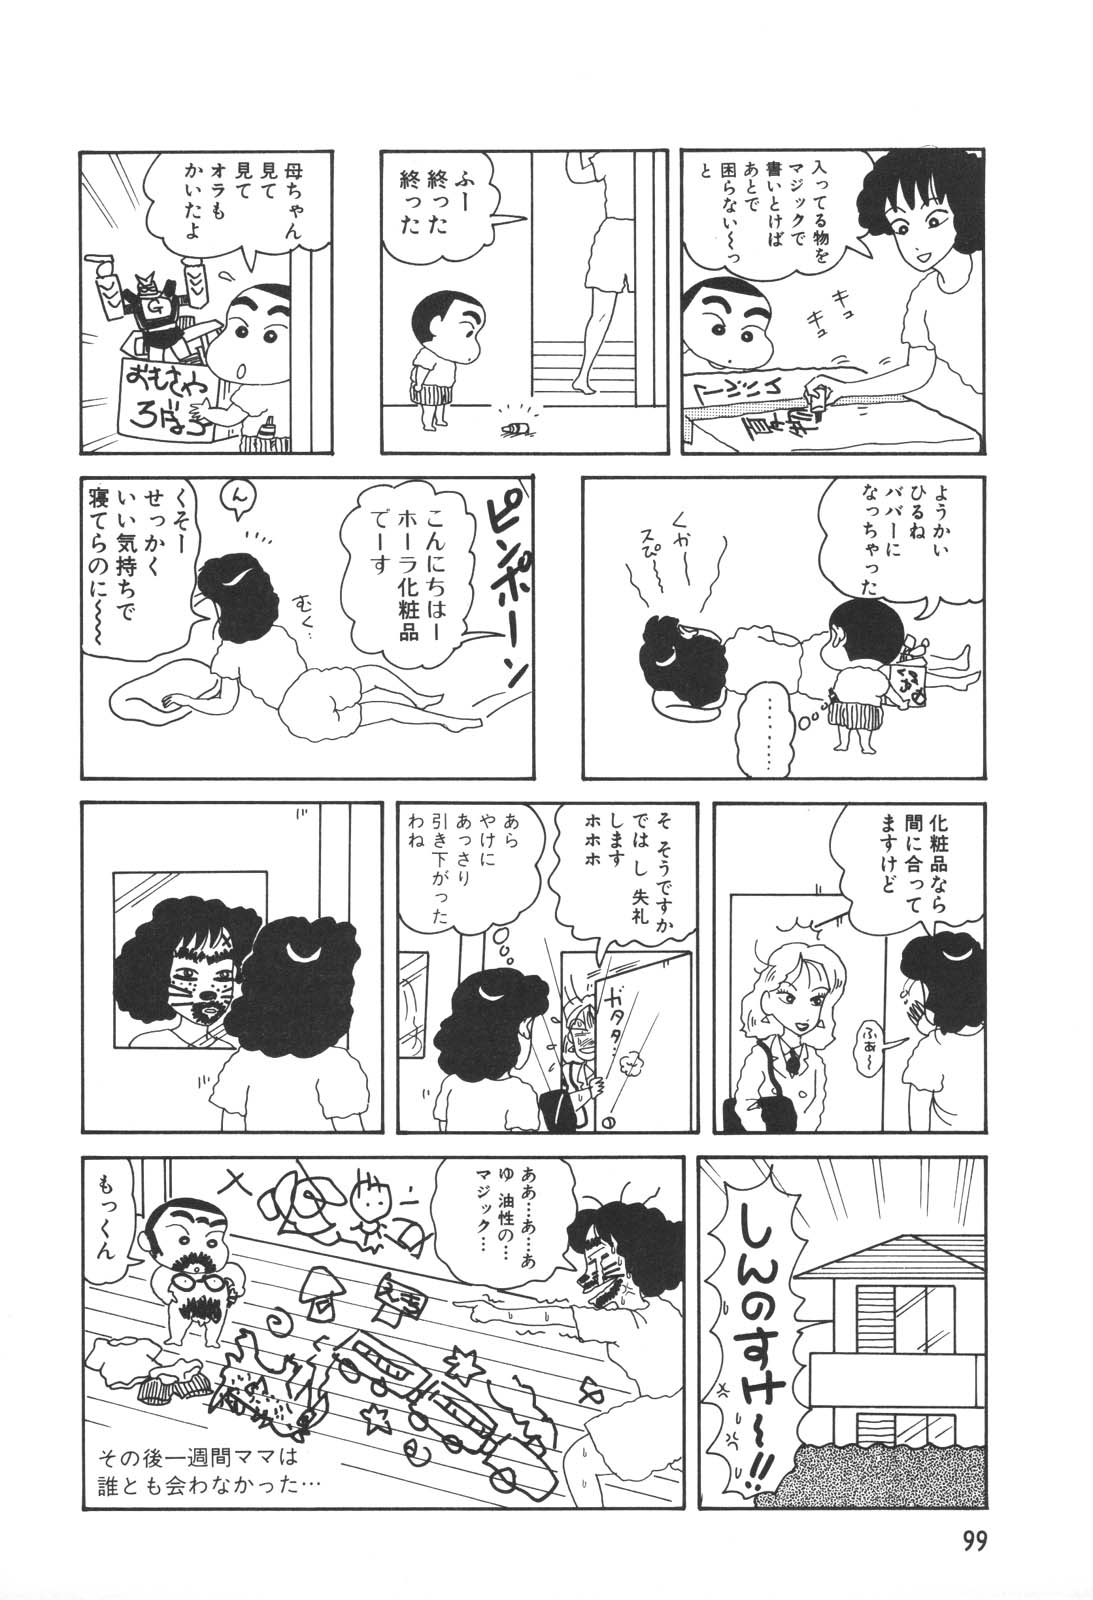 入ってる物を
マジックで
書いとけば
あとで
困らない〜っ
と
キュ
キュ
夏物
ふー
終った
終った
母ちゃん
見て
見て
オラも
かいたよ
G
おもさや
ろぼこ
ようかい
ひるね
ババーに
なっちゃった
くかー
スぴー
………
ピンポーン
こんにちはー
ホーラ化粧品
でーす
むく…
ん
くそー
せっかく
いい気持ちで
寝てらのに〜〜
化粧品なら
間に合って
ますけど
ふぁ〜
そ そうですか
では し 失礼
します
ホホホ
ガタタ…
あら
やけに
あっさり
引き下がった
わね
しんのすけ〜!!
ああ…あ…あ
ゆ 油性の…
マジック…
もっくん
その後一週間ママは
誰とも会わなかった…
99